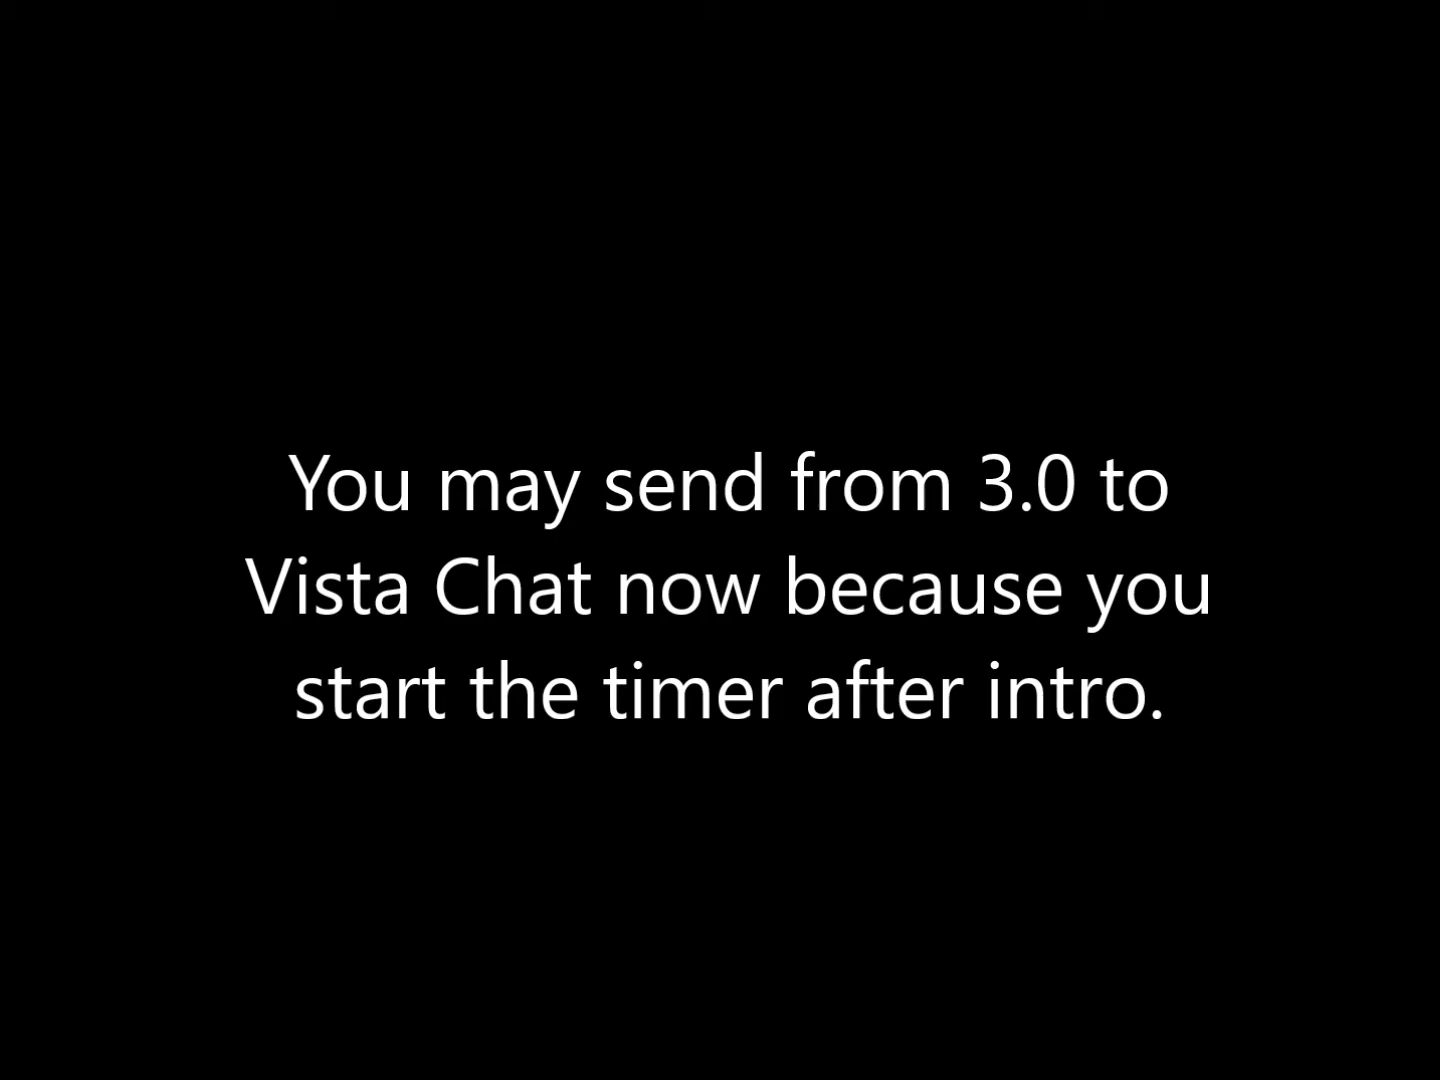 You may send from 3.0 to
Vista Chat now because you
start the timer after intro.